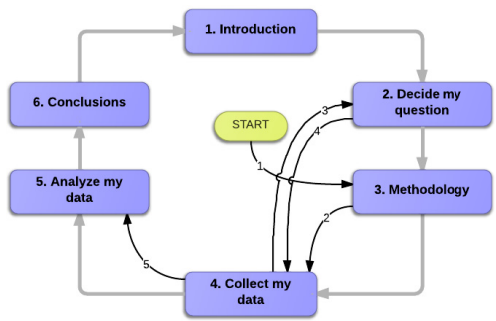 1. Introduction
2. Decide my
question
3
START
4
6. Conclusions
1
5. Analyze my
data
3. Methodology
2
5
4. Collect my
data